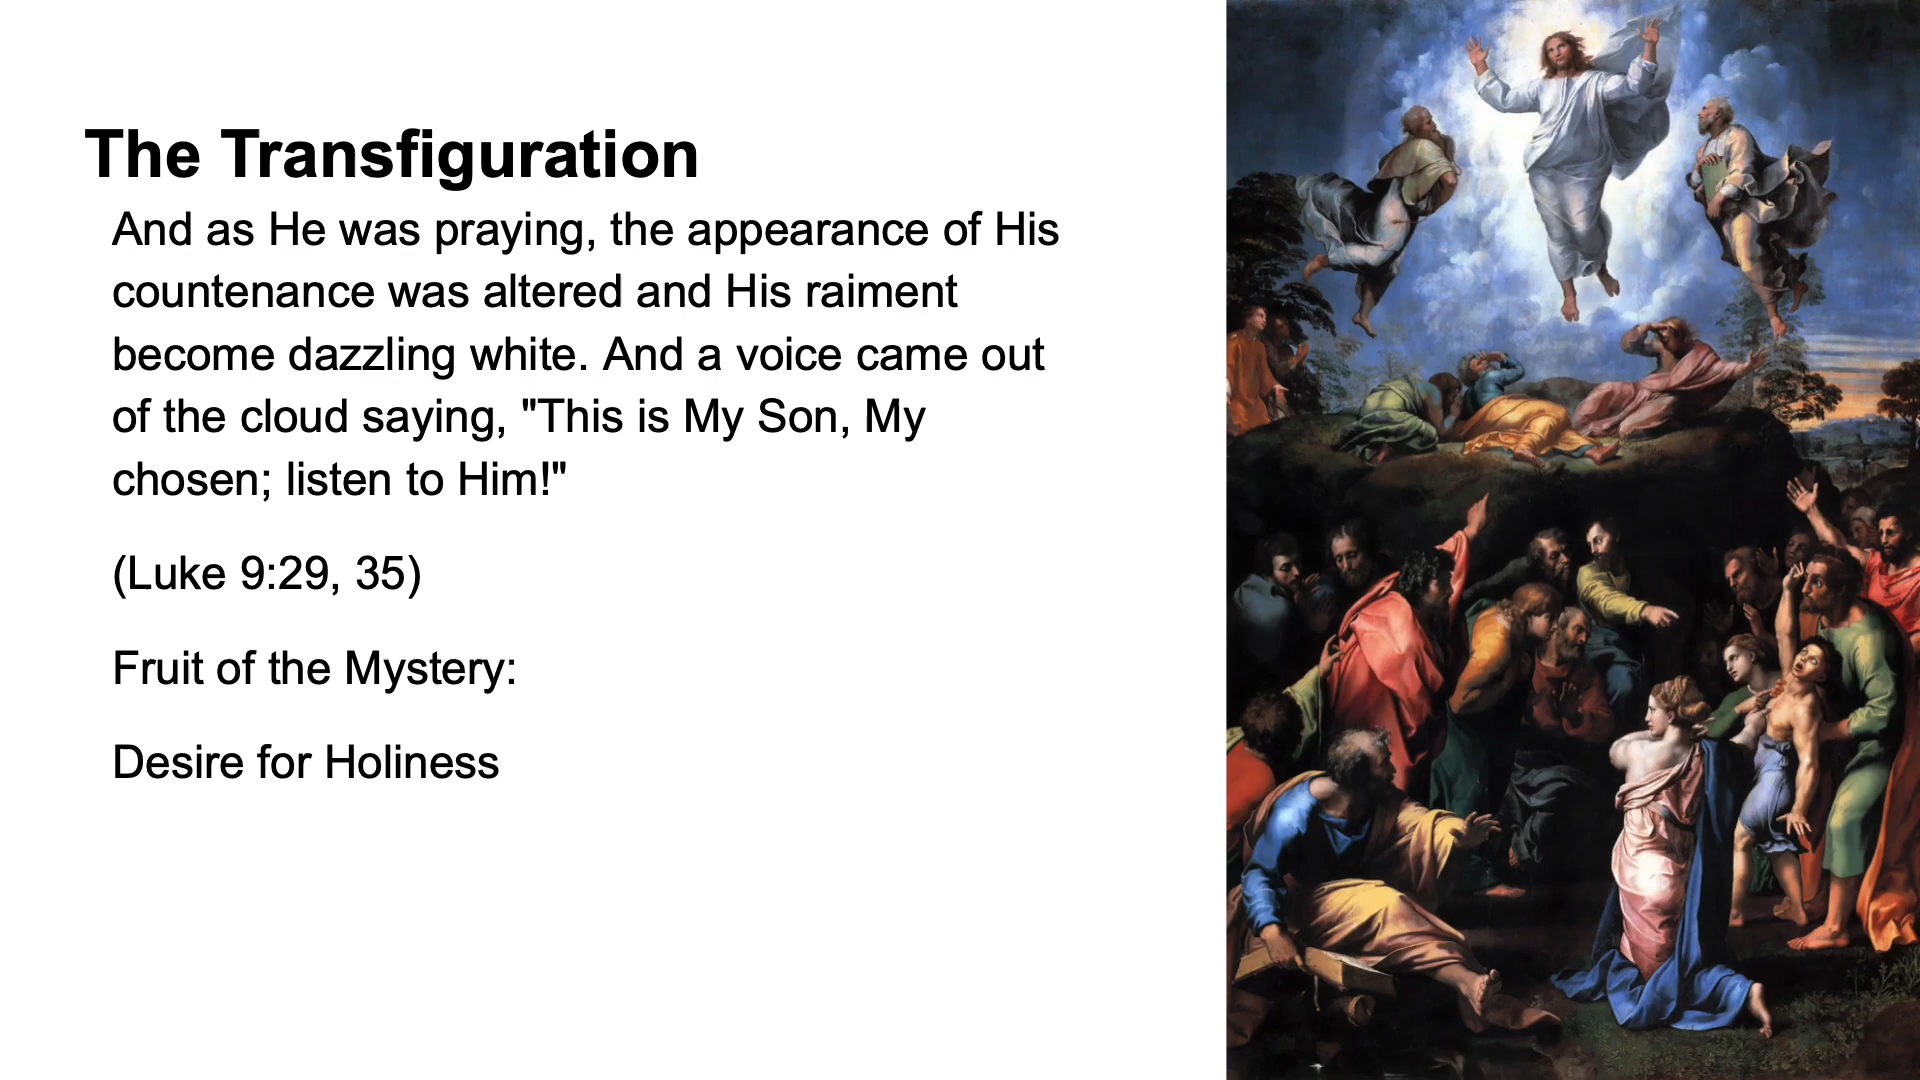 The Transfiguration
And as He was praying, the appearance of His
countenance was altered and His raiment
become dazzling white. And a voice came out
of the cloud saying, "This is My Son, My
chosen; listen to Him!"
(Luke 9:29, 35)
Fruit of the Mystery:
Desire for Holiness